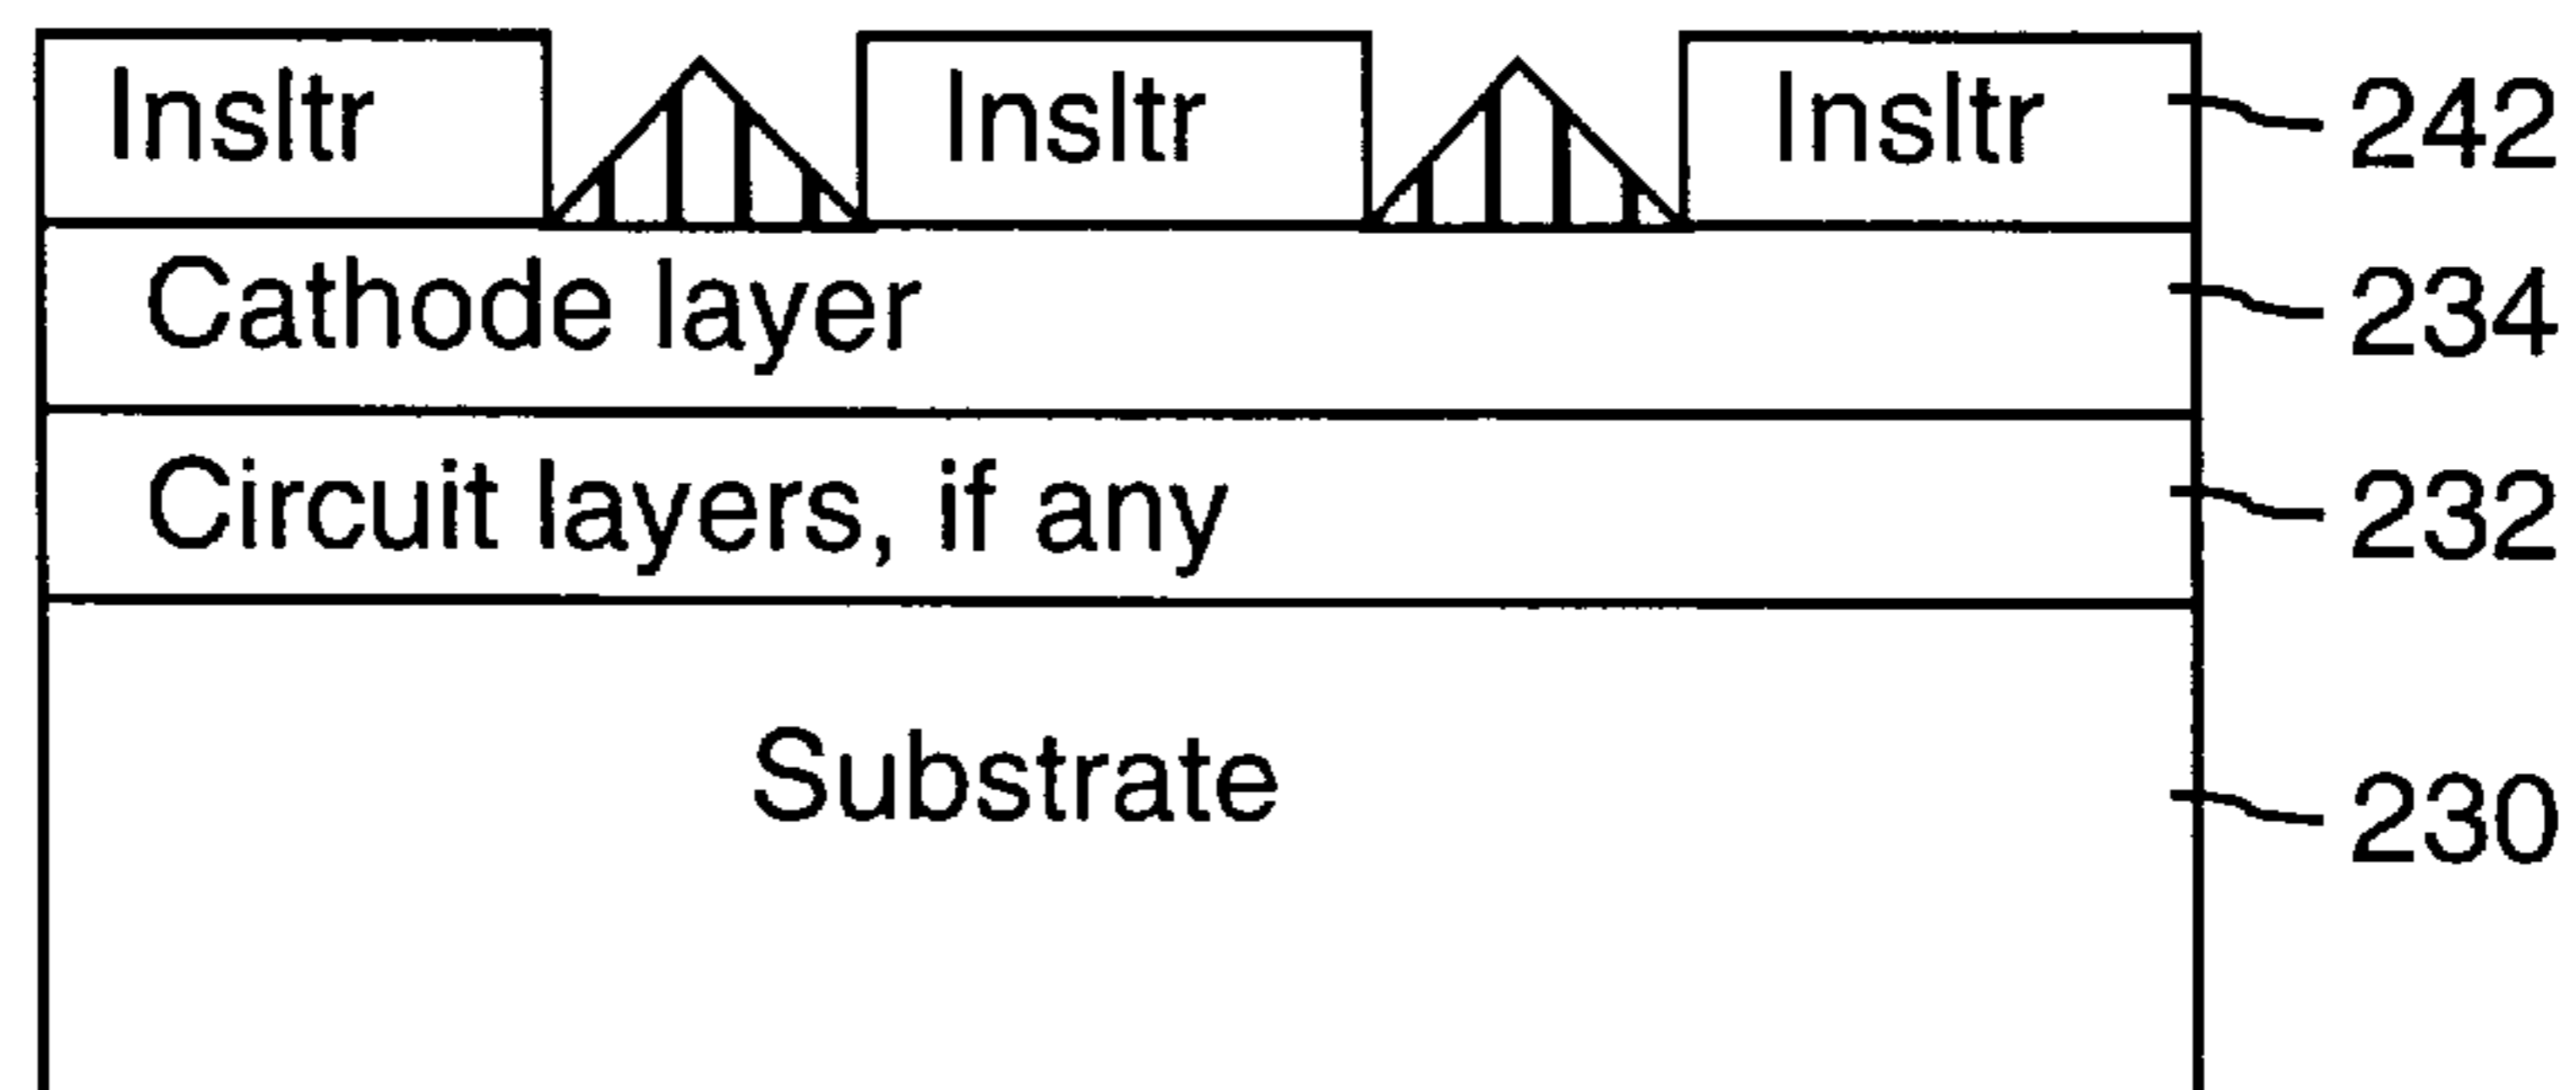 Insltr Insltr Insltr 242
Cathode layer 234
Circuit layers, if any 232
Substrate 230